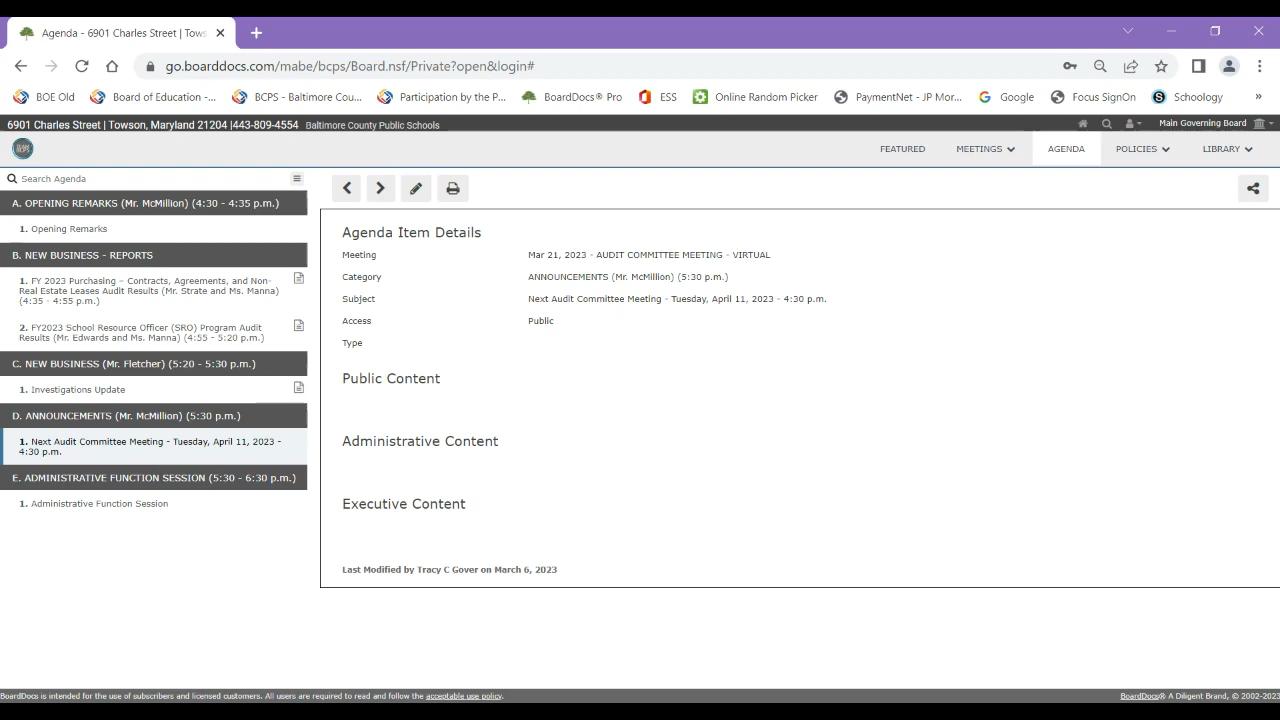 Agenda - 6901 Charles Street | Tows
go.boarddocs.com/mabe/bcps/Board.nsf/Private?open&login#
BOE Old Board of Education -... BCPS - Baltimore Cou... Participation by the P... BoardDocs® Pro ESS Online Random Picker PaymentNet - JP Mor... Google Focus SignOn Schoology »
6901 Charles Street | Towson, Maryland 21204 |443-809-4554 Baltimore County Public Schools Main Governing Board
FEATURED MEETINGS AGENDA POLICIES LIBRARY
Search Agenda
A. OPENING REMARKS (Mr. McMillion) (4:30 - 4:35 p.m.)
1. Opening Remarks
B. NEW BUSINESS - REPORTS
1. FY 2023 Purchasing – Contracts, Agreements, and Non-
Real Estate Leases Audit Results (Mr. Strate and Ms. Manna)
(4:35 - 4:55 p.m.)
2. FY2023 School Resource Officer (SRO) Program Audit
Results (Mr. Edwards and Ms. Manna) (4:55 - 5:20 p.m.)
C. NEW BUSINESS (Mr. Fletcher) (5:20 - 5:30 p.m.)
1. Investigations Update
D. ANNOUNCEMENTS (Mr. McMillion) (5:30 p.m.)
1. Next Audit Committee Meeting - Tuesday, April 11, 2023 -
4:30 p.m.
E. ADMINISTRATIVE FUNCTION SESSION (5:30 - 6:30 p.m.)
1. Administrative Function Session
Agenda Item Details
Meeting Mar 21, 2023 - AUDIT COMMITTEE MEETING - VIRTUAL
Category ANNOUNCEMENTS (Mr. McMillion) (5:30 p.m.)
Subject Next Audit Committee Meeting - Tuesday, April 11, 2023 - 4:30 p.m.
Access Public
Type
Public Content
Administrative Content
Executive Content
Last Modified by Tracy C Gover on March 6, 2023
BoardDocs is intended for the use of subscribers and licensed customers. All users are required to read and follow the acceptable use policy. BoardDocs® A Diligent Brand, © 2002-2023